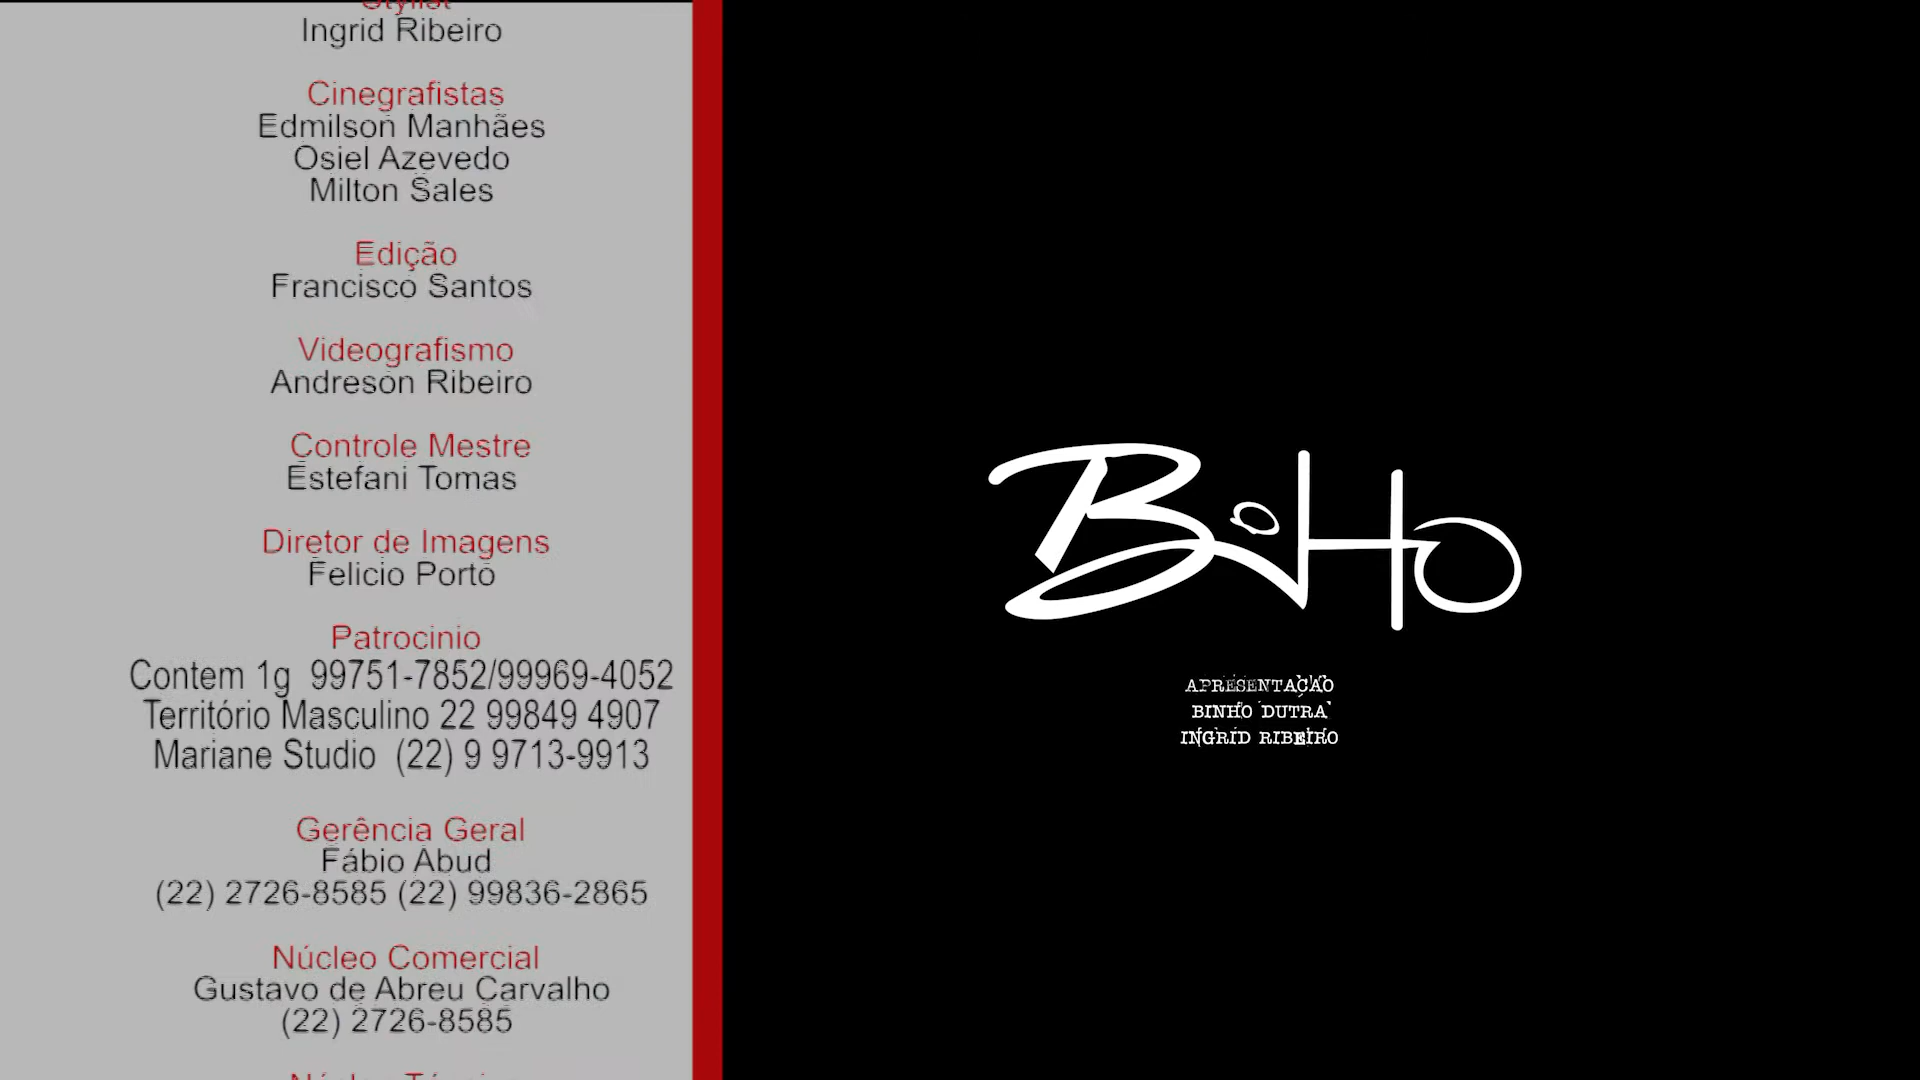 Stylist
Ingrid Ribeiro
Cinegrafistas
Edmilson Manhães
Osiel Azevedo
Milton Sales
Edição
Francisco Santos
Videografismo
Andreson Ribeiro
Controle Mestre
Estefani Tomas
Diretor de Imagens
Felicio Porto
Patrocinio
Contem 1g 99751-7852/99969-4052
Território Masculino 22 99849 4907
Mariane Studio (22) 9 9713-9913
Gerência Geral
Fábio Abud
(22) 2726-8585 (22) 99836-2865
Núcleo Comercial
Gustavo de Abreu Carvalho
(22) 2726-8585
BiHo
APRESENTAÇÃO
BINHO DUTRA
INGRID RIBEIRO